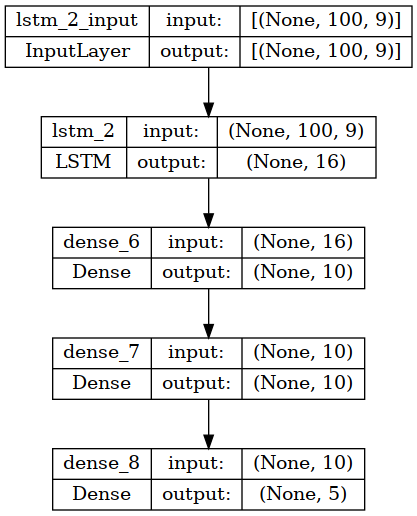 lstm_2_input input: [(None, 100, 9)]
InputLayer output: [(None, 100, 9)]
lstm_2 input: (None, 100, 9)
LSTM output: (None, 16)
dense_6 input: (None, 16)
Dense output: (None, 10)
dense_7 input: (None, 10)
Dense output: (None, 10)
dense_8 input: (None, 10)
Dense output: (None, 5)